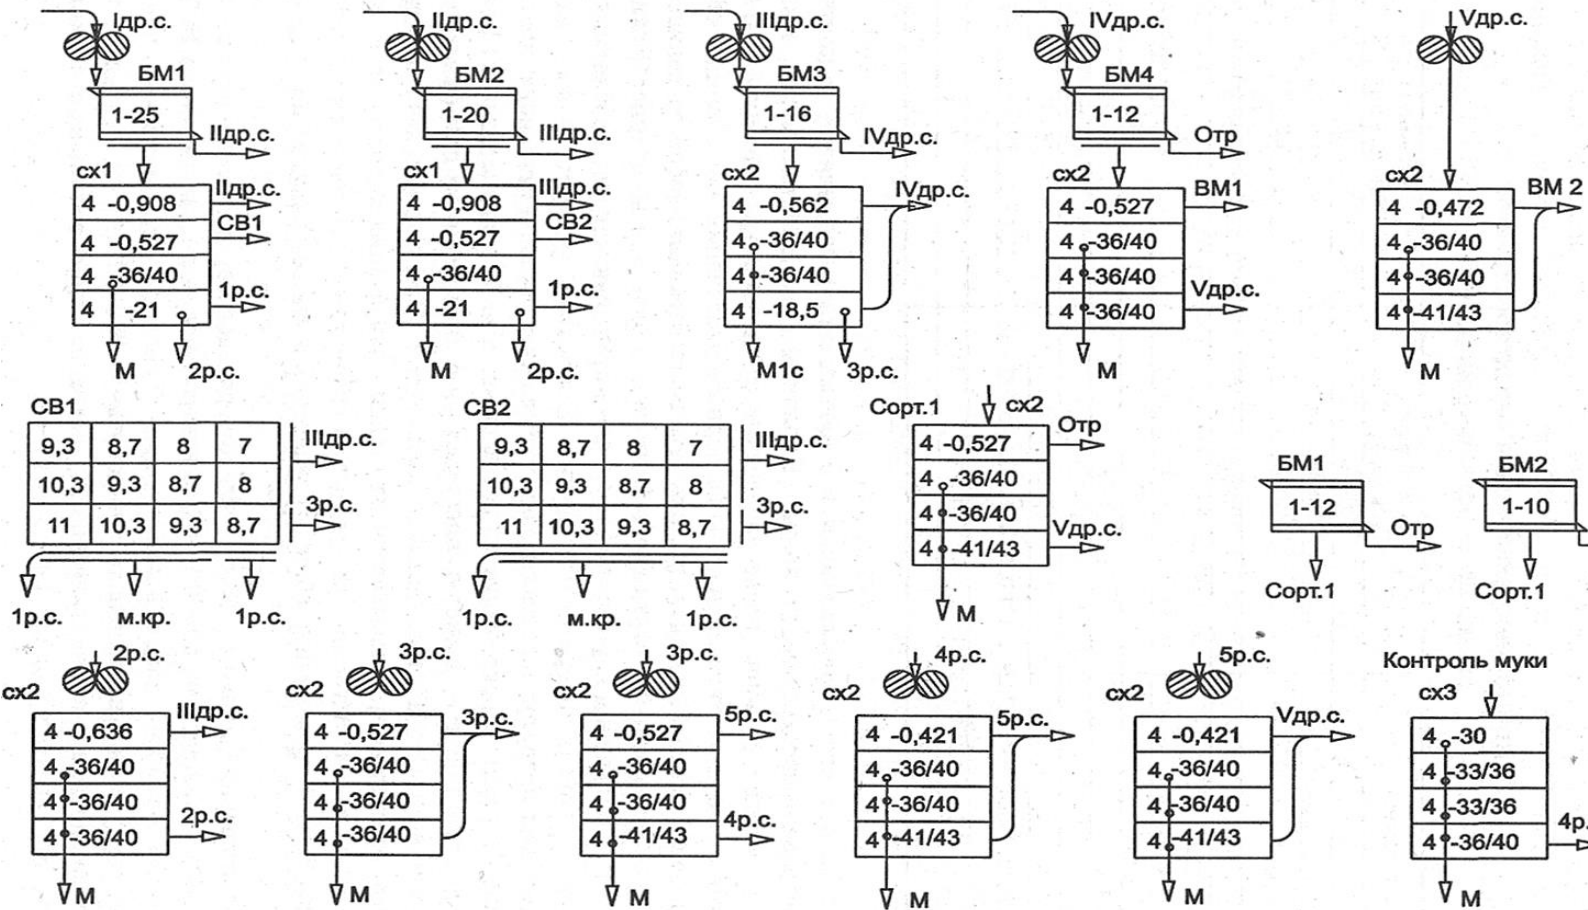 Iдр.с.
IIдр.с.
IIIдр.с.
IVдр.с.
Vдр.с.
БМ1
БМ2
БМ3
БМ4
1-25
1-20
1-16
1-12
IIдр.с.
IIIдр.с.
IVдр.с.
Отр
сх1
4 -0,908
4 -0,527
4 -36/40
4 -21
IIдр.с.
СВ1
1р.с.
М
2р.с.
сх1
4 -0,908
4 -0,527
4 -36/40
4 -21
IIIдр.с.
СВ2
1р.с.
М
2р.с.
сх2
4 -0,562
4 -36/40
4 -36/40
4 -18,5
IVдр.с.
М1с
3р.с.
сх2
4 -0,527
4 -36/40
4 -36/40
4 -36/40
ВМ1
Vдр.с.
М
сх2
4 -0,472
4 -36/40
4 -36/40
4 -41/43
ВМ 2
М
СВ1
9,3 8,7 8 7
10,3 9,3 8,7 8
11 10,3 9,3 8,7
IIIдр.с.
3р.с.
1р.с. м.кр. 1р.с.
СВ2
9,3 8,7 8 7
10,3 9,3 8,7 8
11 10,3 9,3 8,7
IIIдр.с.
3р.с.
1р.с. м.кр. 1р.с.
Сорт.1 сх2
4 -0,527
4 -36/40
4 -36/40
4 -41/43
Отр
Vдр.с.
М
БМ1
1-12
Отр
Сорт.1
БМ2
1-10
Сорт.1
2р.с.
сх2
4 -0,636
4 -36/40
4 -36/40
4 -36/40
IIIдр.с.
2р.с.
М
3р.с.
сх2
4 -0,527
4 -36/40
4 -36/40
4 -36/40
3р.с.
М
3р.с.
сх2
4 -0,527
4 -36/40
4 -36/40
4 -41/43
5р.с.
4р.с.
М
4р.с.
сх2
4 -0,421
4 -36/40
4 -36/40
4 -41/43
5р.с.
М
5р.с.
сх2
4 -0,421
4 -36/40
4 -36/40
4 -41/43
Vдр.с.
М
Контроль муки
сх3
4 -30
4 -33/36
4 -33/36
4 -36/40
4р.
М